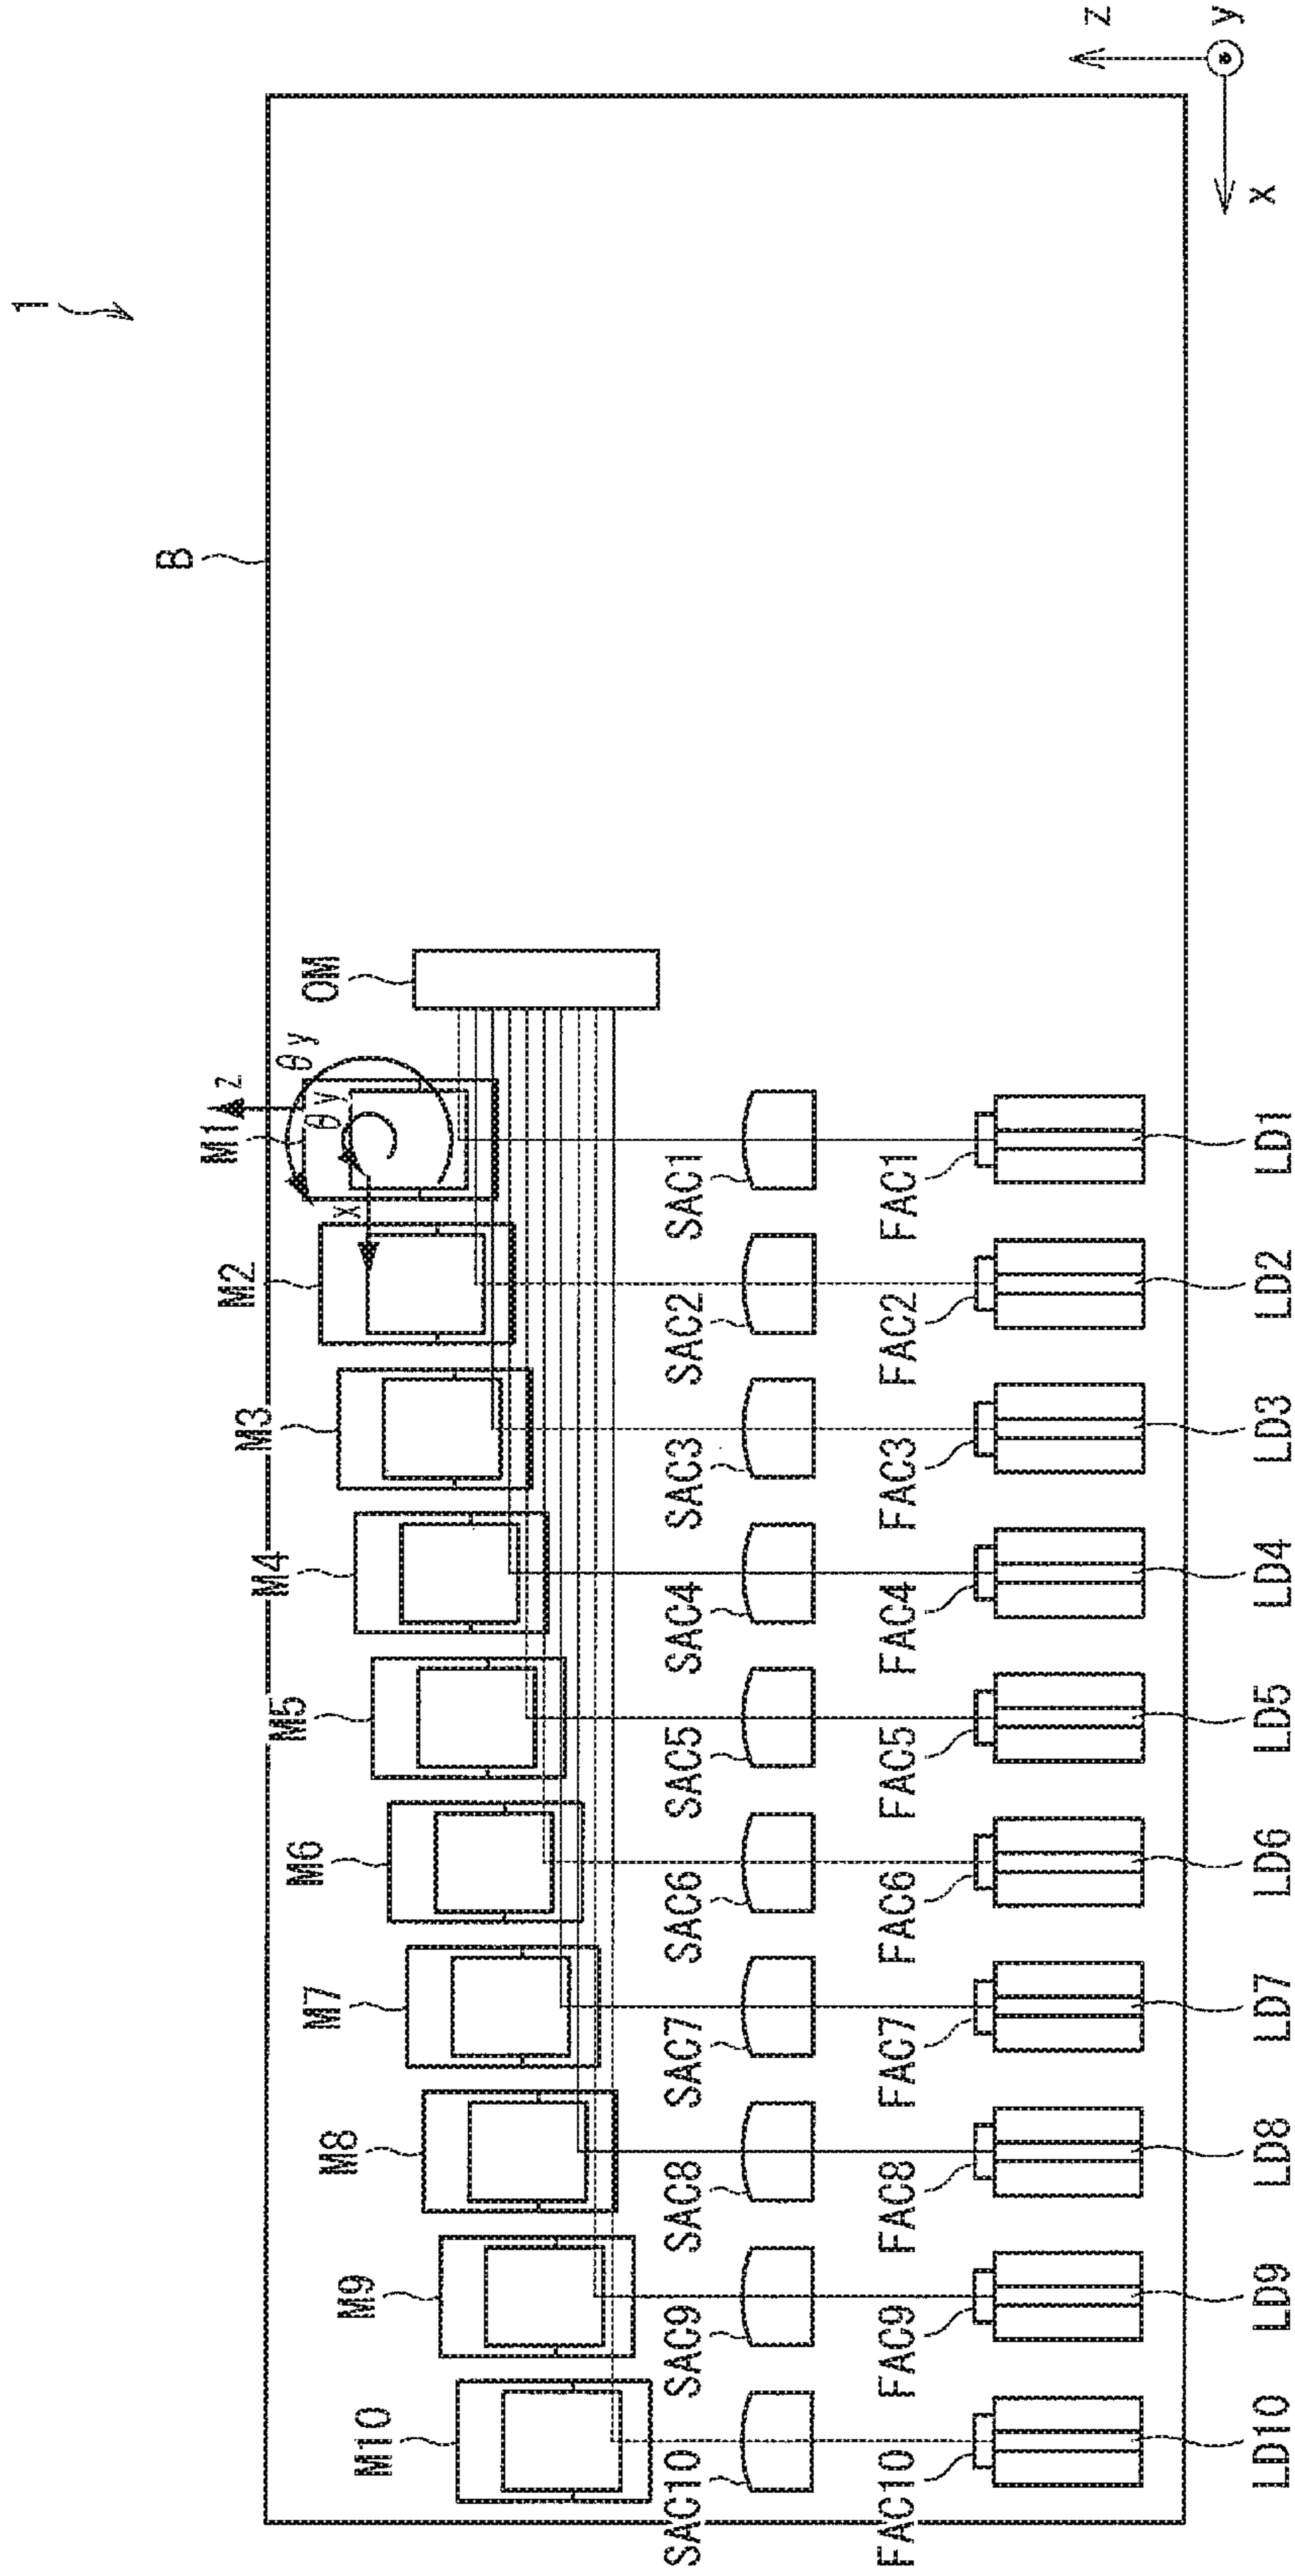 1
B
z
y
x
OM
θy
z
θy
x
M1
M2
M3
M4
M5
M6
M7
M8
M9
M10
SAC1
SAC2
SAC3
SAC4
SAC5
SAC6
SAC7
SAC8
SAC9
SAC10
FAC1
FAC2
FAC3
FAC4
FAC5
FAC6
FAC7
FAC8
FAC9
FAC10
LD1
LD2
LD3
LD4
LD5
LD6
LD7
LD8
LD9
LD10